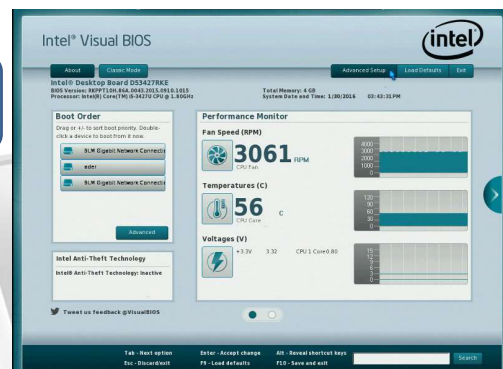 Intel® Visual BIOS
intel
About
Classic Mode
Advanced Setup
Load Defaults
Exit
Intel® Desktop Board D53427RKE
BIOS Version: RKPPT10H.86A.0043.2015.0910.1015
Processor: Intel(R) Core(TM) i5-3427U CPU @ 1.80GHz
Total Memory: 4 GB
System Date and Time: 1/30/2016 03:43:31PM
Boot Order
Drag or +/- to sort boot priority. Double-
click a device to boot from it now.
SLM Gigabit Network Connecti
ader
SLM Gigabit Network Connecti
Advanced
Intel Anti-Theft Technology
Intel® Anti-Theft Technology: Inactive
Tweet us feedback @VisualBIOS
Performance Monitor
Fan Speed (RPM)
3061 RPM
CPU Fan
4000
3000
2000
1000
0
Temperatures (C)
56 C
CPU Core
120
90
60
30
0
Voltages (V)
+3.3V 3.32 CPU 1 Core 0.80
15
12
9
6
3
0
Tab - Next option
Enter - Accept change
Alt - Reveal shortcut keys
Esc - Discard/exit
F9 - Load defaults
F10 - Save and exit
Search